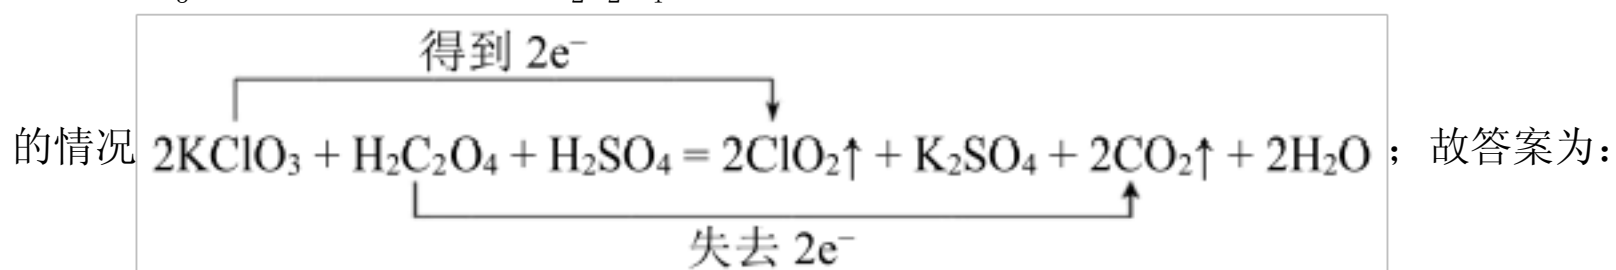 得到 2e⁻
的情况 2KClO₃ + H₂C₂O₄ + H₂SO₄ = 2ClO₂↑ + K₂SO₄ + 2CO₂↑ + 2H₂O ；故答案为：
失去 2e⁻